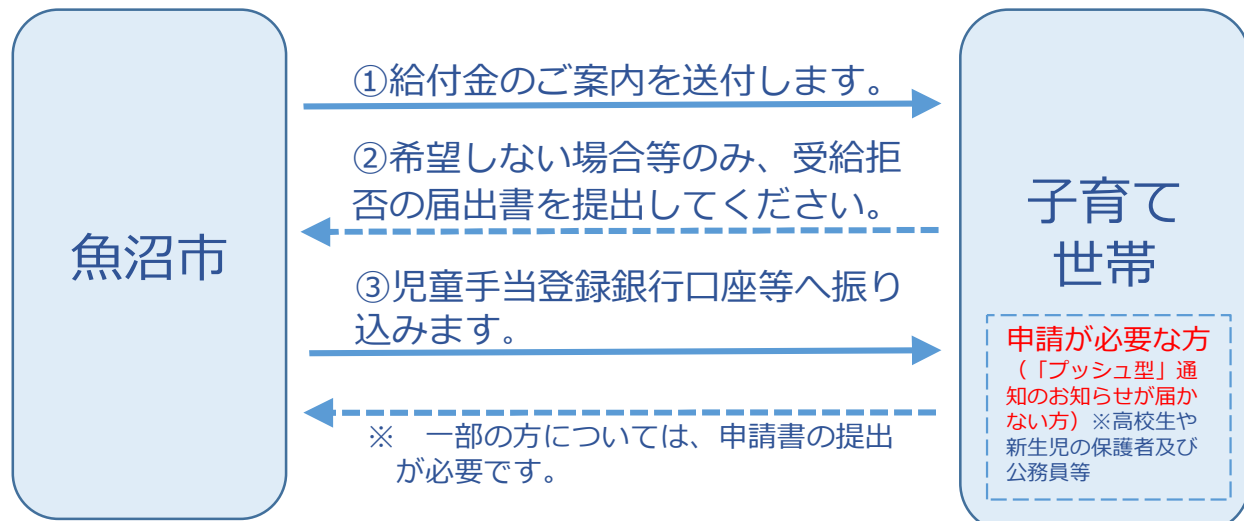 魚沼市
①給付金のご案内を送付します。
②希望しない場合等のみ、受給拒
否の届出書を提出してください。
③児童手当登録銀行口座等へ振り
込みます。
※　一部の方については、申請書の提出
が必要です。
子育て
世帯
申請が必要な方
（「プッシュ型」通
知のお知らせが届か
ない方）※高校生や
新生児の保護者及び
公務員等